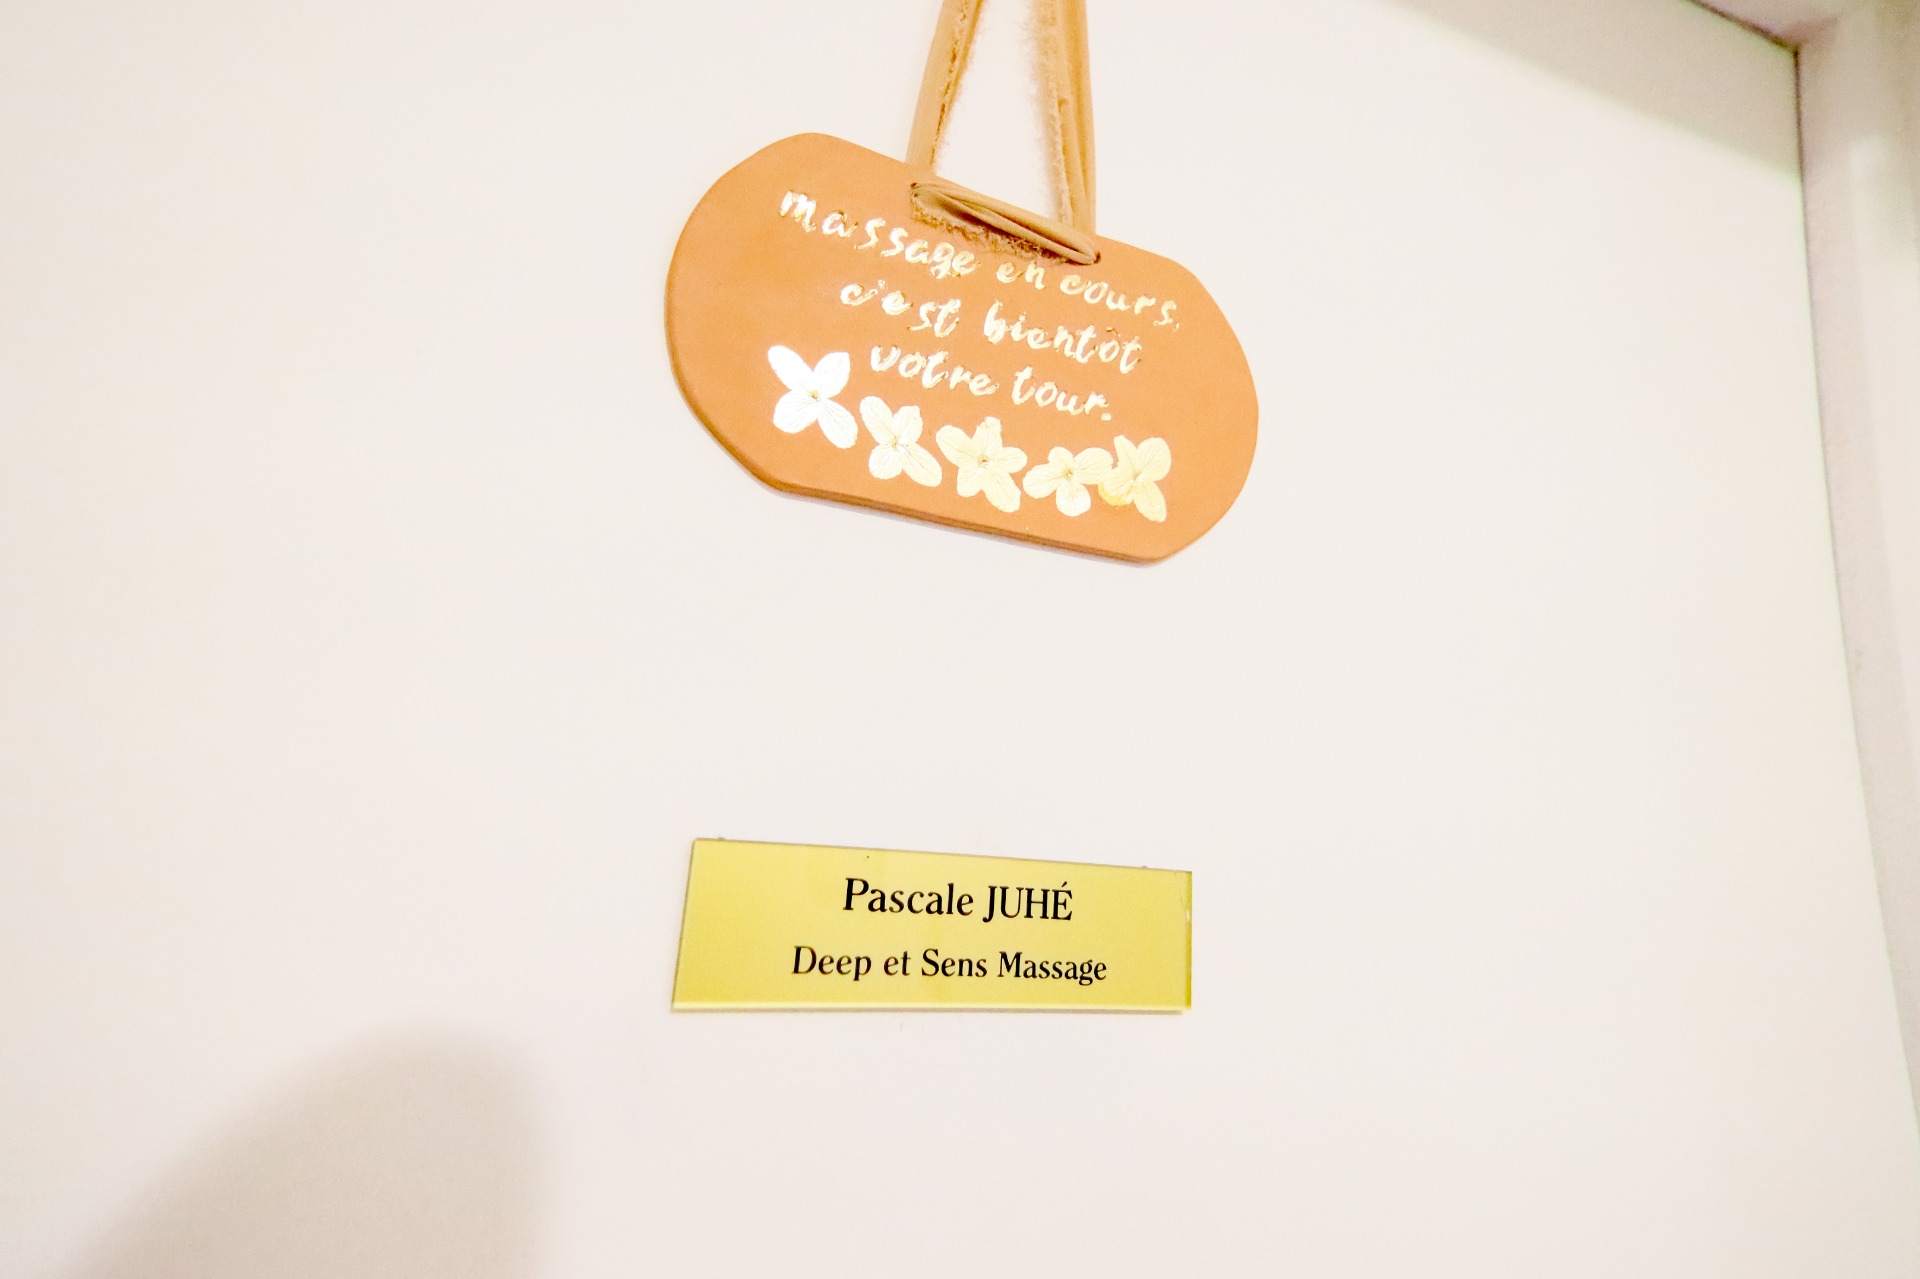 massage en cours,
c'est bientôt
votre tour.
Pascale JUHÉ
Deep et Sens Massage